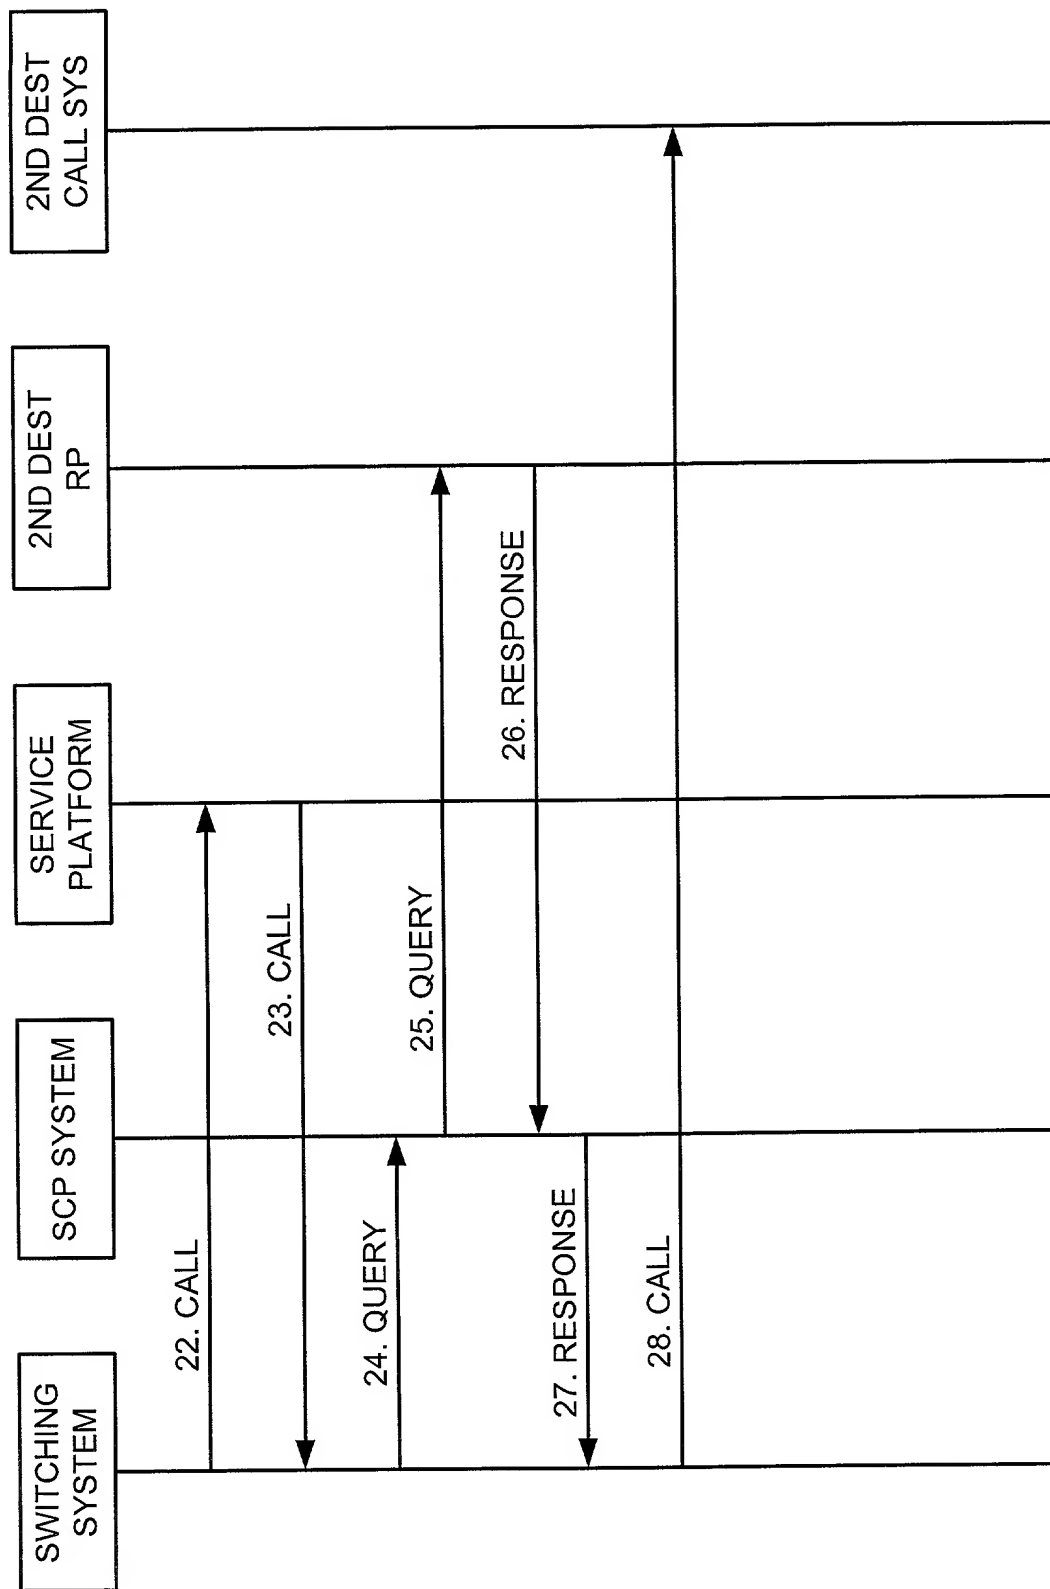 SWITCHING
SYSTEM
SCP SYSTEM
SERVICE
PLATFORM
2ND DEST
RP
2ND DEST
CALL SYS
22. CALL
23. CALL
24. QUERY
25. QUERY
26. RESPONSE
27. RESPONSE
28. CALL